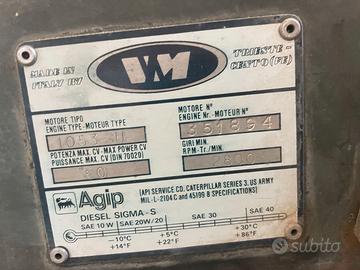 MADE IN
ITALY
VM
TRIESTE-
CENTO(FE)
MOTORE TIPO
ENGINE TYPE-MOTEUR TYPE
MOTORE N°
ENGINE Nr.-MOTEUR N°
351894
POTENZA MAX. CV-MAX POWER CV
PUISSANCE MAX. CV (DIN 70020)
GIRI MIN.
RPM-Tr./MIN.
Agip
DIESEL SIGMA-S
(API SERVICE CD, CATERPILLAR SERIES 3, US ARMY
MIL-L-2104C and 45199 B SPECIFICATIONS)
SAE 10W
SAE 20W/20
SAE 30
SAE 40
-10°C
+5°C
+30°C
+14°F
+22°F
+86°F
subito